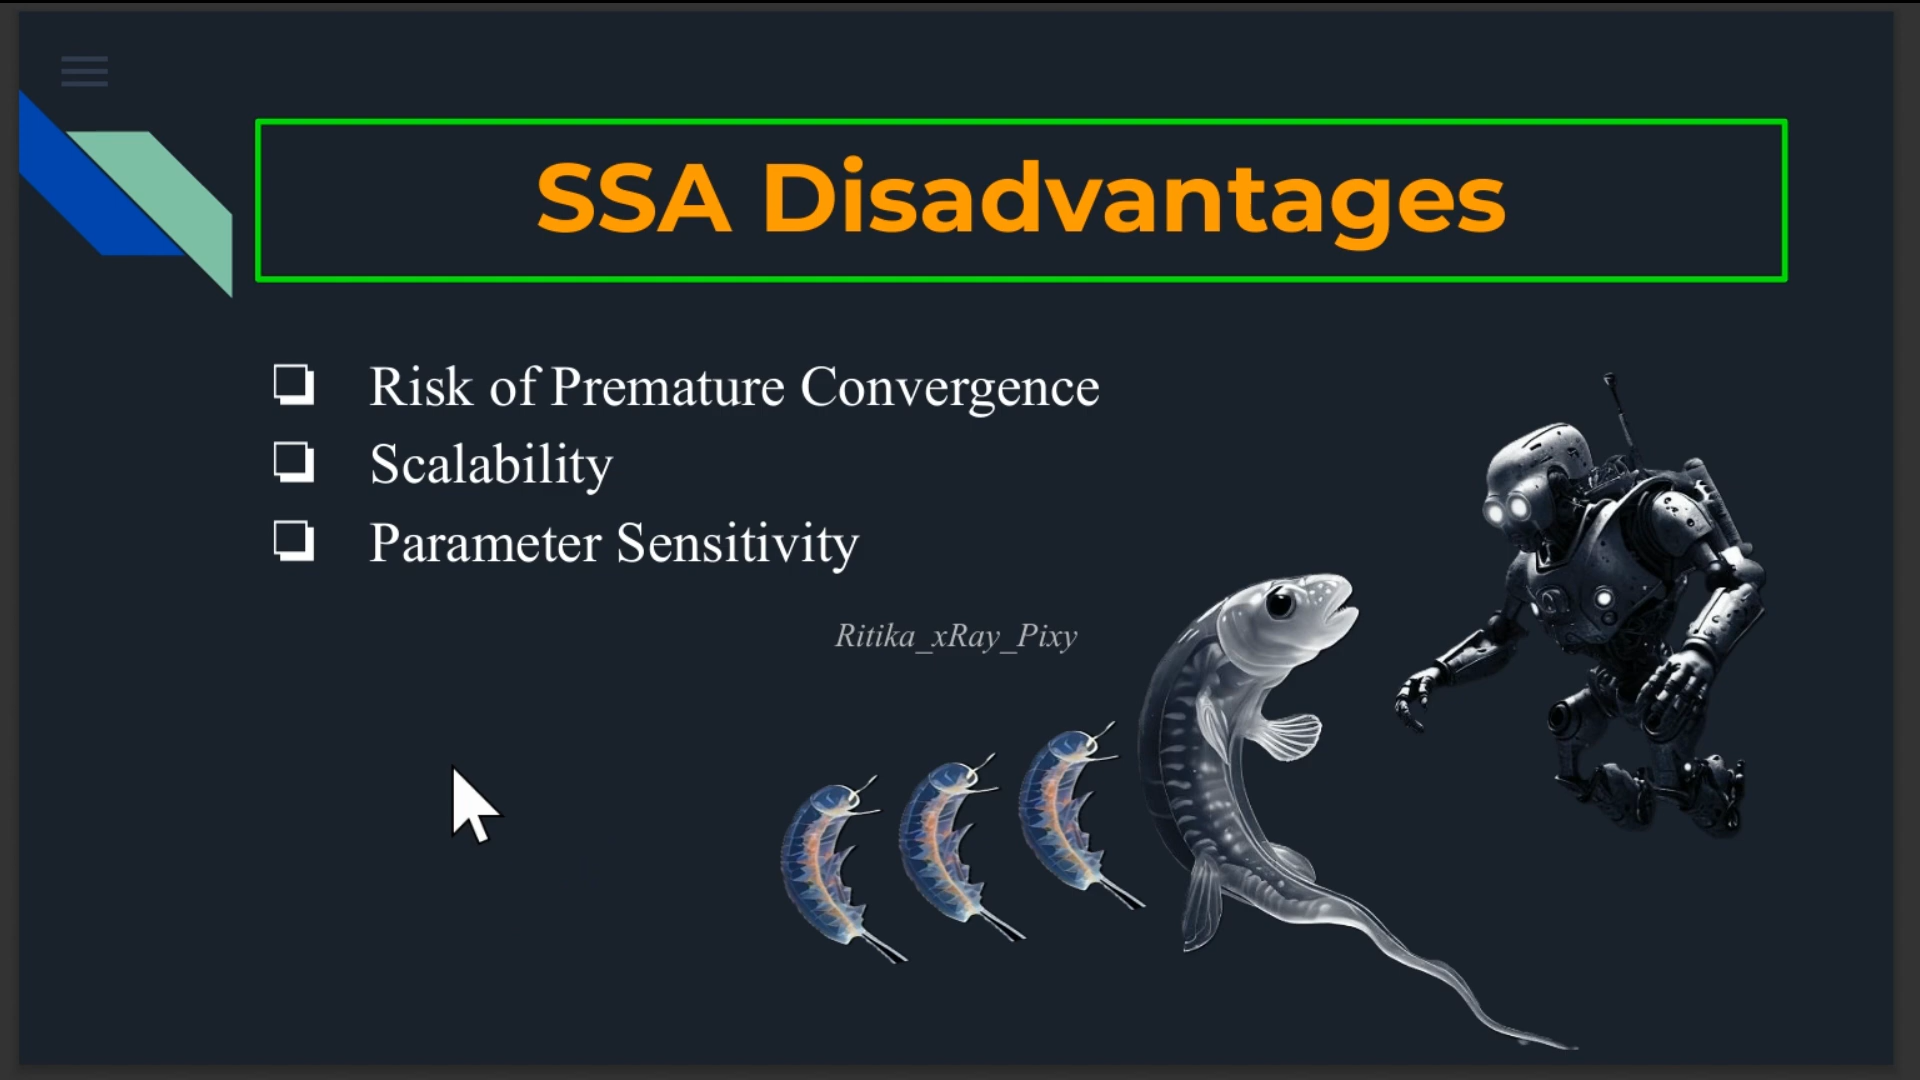 SSA Disadvantages
Risk of Premature Convergence
Scalability
Parameter Sensitivity
Ritika_xRay_Pixy